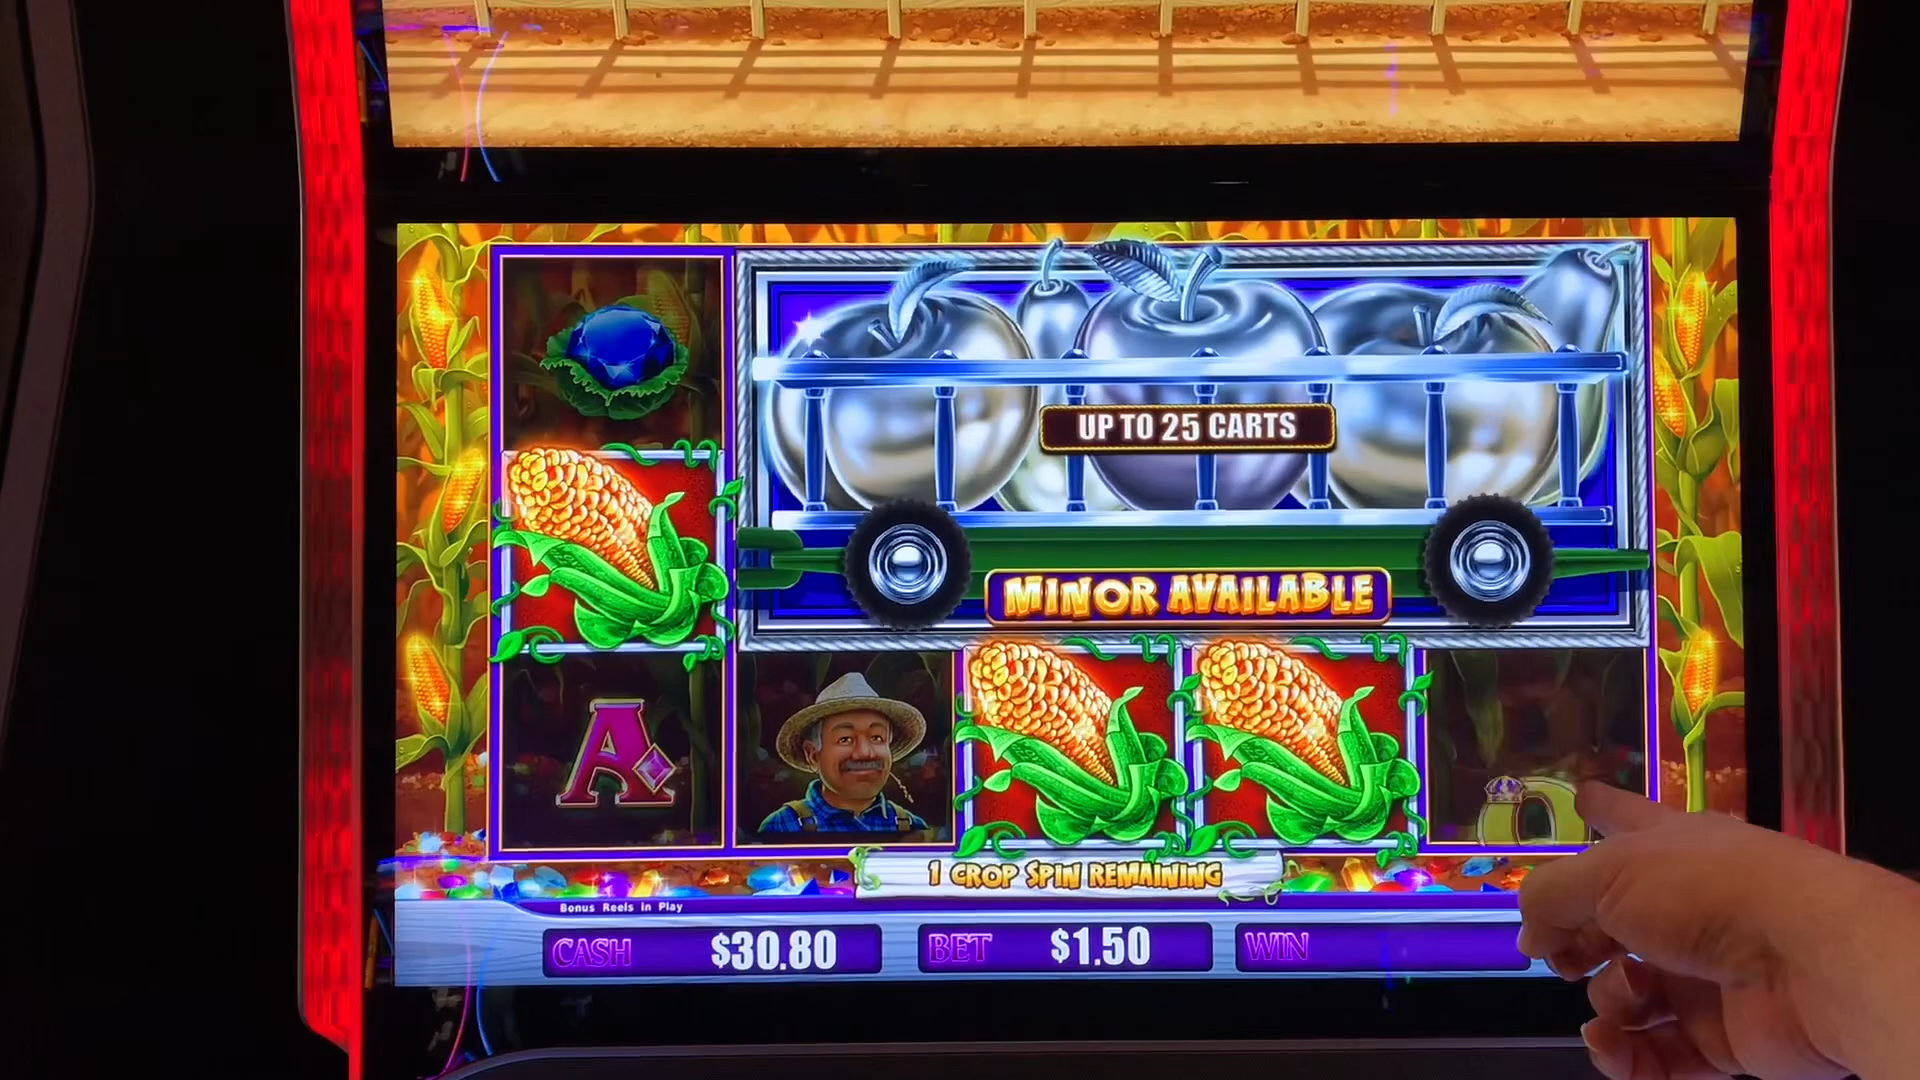 UP TO 25 CARTS
MINOR AVAILABLE
A
Q
1 CROP SPIN REMAINING
Bonus Reels In Play
CASH $30.80 BET $1.50 WIN